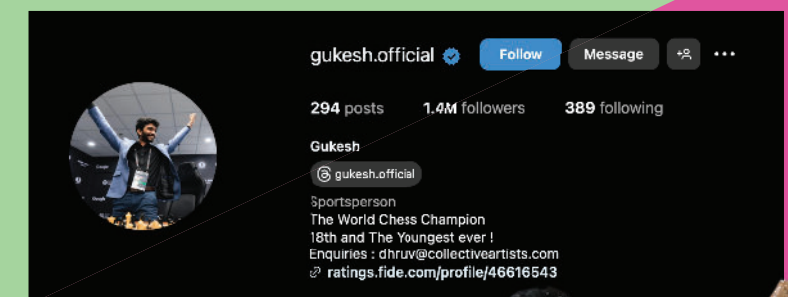 gukesh.official Follow Message
294 posts 1.4M followers 389 following
Gukesh
gukesh.official
Sportsperson
The World Chess Champion
18th and The Youngest ever !
Enquiries : dhruv@collectiveartists.com
ratings.fide.com/profile/46616543